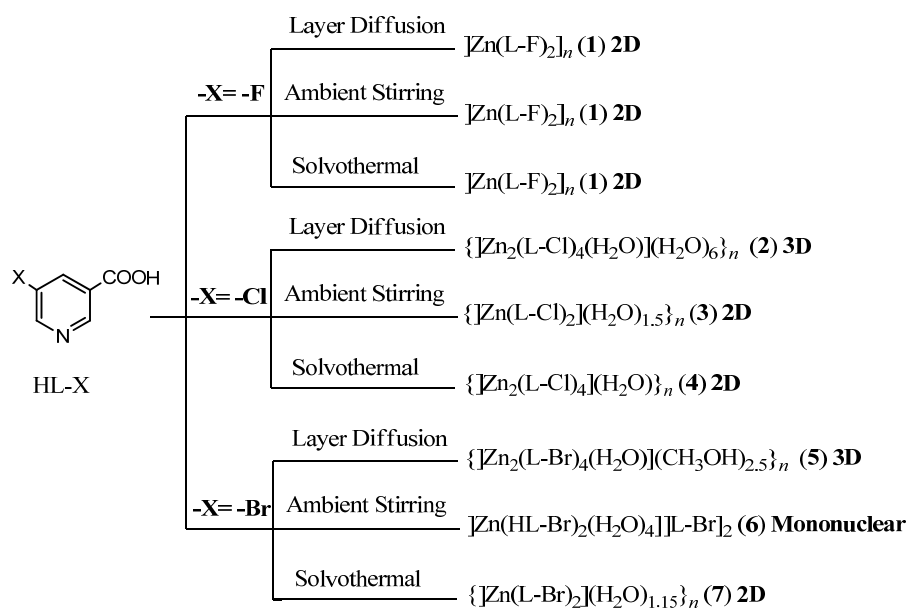 Layer Diffusion ]Zn(L-F)₂]ₙ (1) 2D
-X= -F Ambient Stirring ]Zn(L-F)₂]ₙ (1) 2D
Solvothermal ]Zn(L-F)₂]ₙ (1) 2D
Layer Diffusion {]Zn₂(L-Cl)₄(H₂O)](H₂O)₆}ₙ (2) 3D
X COOH N
HL-X
-X= -Cl Ambient Stirring {]Zn(L-Cl)₂](H₂O)₁.₅}ₙ (3) 2D
Solvothermal {]Zn₂(L-Cl)₄](H₂O)}ₙ (4) 2D
Layer Diffusion {]Zn₂(L-Br)₄(H₂O)](CH₃OH)₂.₅}ₙ (5) 3D
-X= -Br Ambient Stirring ]Zn(HL-Br)₂(H₂O)₄]]L-Br]₂ (6) Mononuclear
Solvothermal {]Zn(L-Br)₂](H₂O)₁.₁₅}ₙ (7) 2D